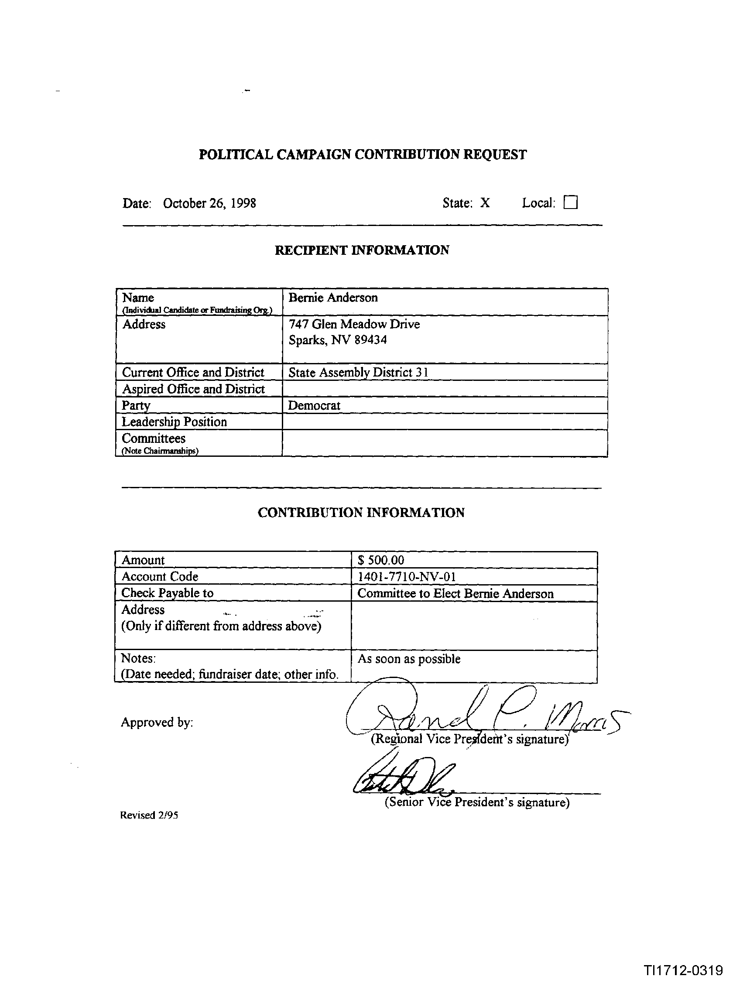 POLITICAL CAMPAIGN CONTRIBUTION REQUEST
Date: October 26, 1998 State: X Local: ☐
RECIPIENT INFORMATION
Name Bernie Anderson
(Individual Candidate or Fundraising Org.)
Address 747 Glen Meadow Drive
Sparks, NV 89434
Current Office and District State Assembly District 31
Aspired Office and District
Party Democrat
Leadership Position
Committees
(Note Chairmanships)
CONTRIBUTION INFORMATION
Amount $ 500.00
Account Code 1401-7710-NV-01
Check Payable to Committee to Elect Bernie Anderson
Address
(Only if different from address above)
Notes: As soon as possible
(Date needed; fundraiser date; other info.
P. Morris
Approved by:
(Regional Vice President's signature)
(Senior Vice President's signature)
Revised 2/95
TI1712-0319